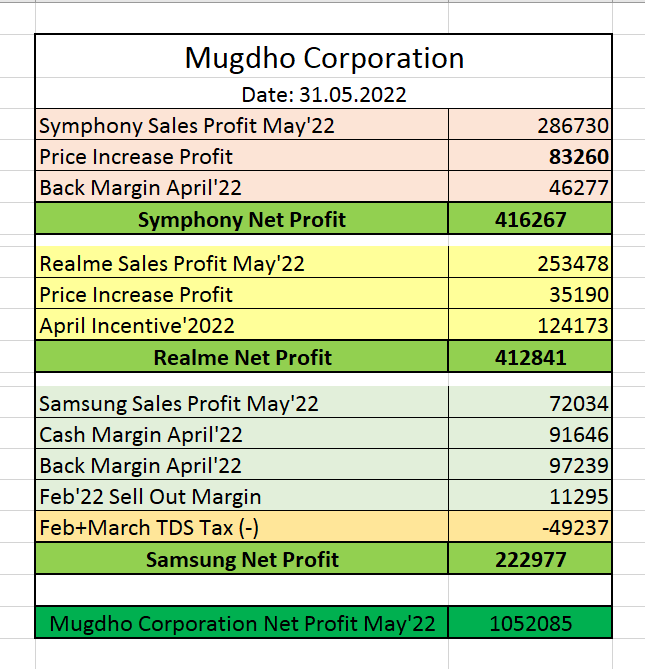 Mugdho Corporation
Date: 31.05.2022
Symphony Sales Profit May'22 286730
Price Increase Profit 83260
Back Margin April'22 46277
Symphony Net Profit 416267
Realme Sales Profit May'22 253478
Price Increase Profit 35190
April Incentive'2022 124173
Realme Net Profit 412841
Samsung Sales Profit May'22 72034
Cash Margin April'22 91646
Back Margin April'22 97239
Feb'22 Sell Out Margin 11295
Feb+March TDS Tax (-) -49237
Samsung Net Profit 222977
Mugdho Corporation Net Profit May'22 1052085